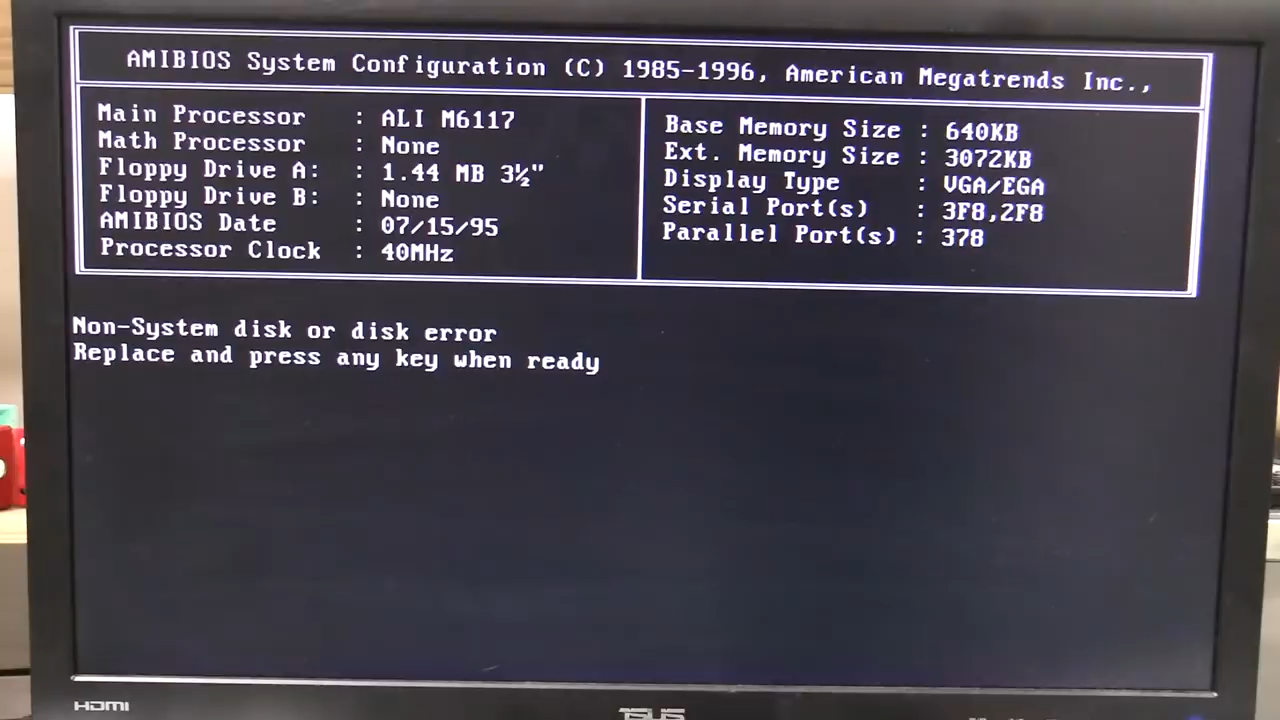 AMIBIOS System Configuration (C) 1985-1996, American Megatrends Inc.,
Main Processor : ALI M6117
Math Processor : None
Floppy Drive A: : 1.44 MB 3½"
Floppy Drive B: : None
AMIBIOS Date : 07/15/95
Processor Clock : 40MHz
Base Memory Size : 640KB
Ext. Memory Size : 3072KB
Display Type : VGA/EGA
Serial Port(s) : 3F8,2F8
Parallel Port(s) : 378
Non-System disk or disk error
Replace and press any key when ready
HDMI
ASUS